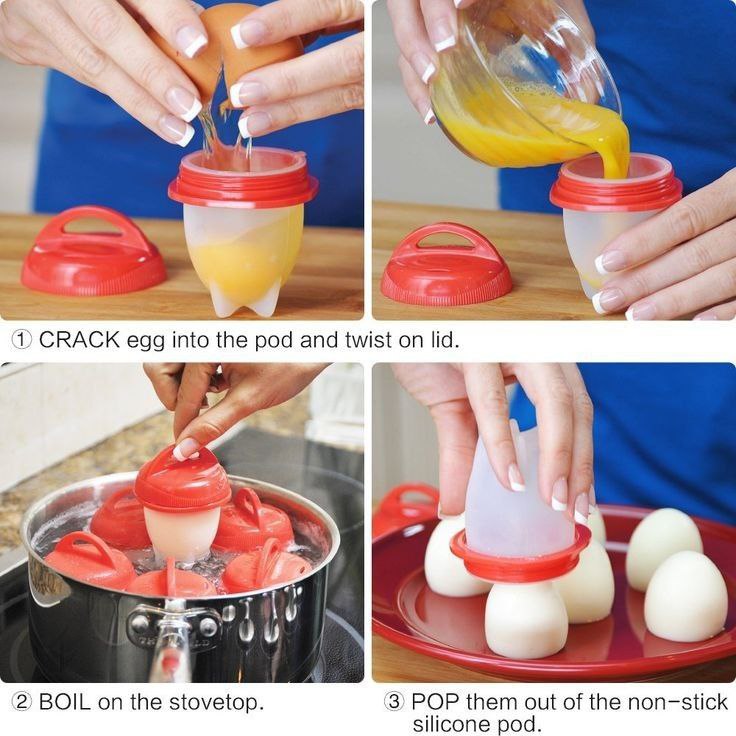 ① CRACK egg into the pod and twist on lid.
② BOIL on the stovetop.
③ POP them out of the non-stick
silicone pod.